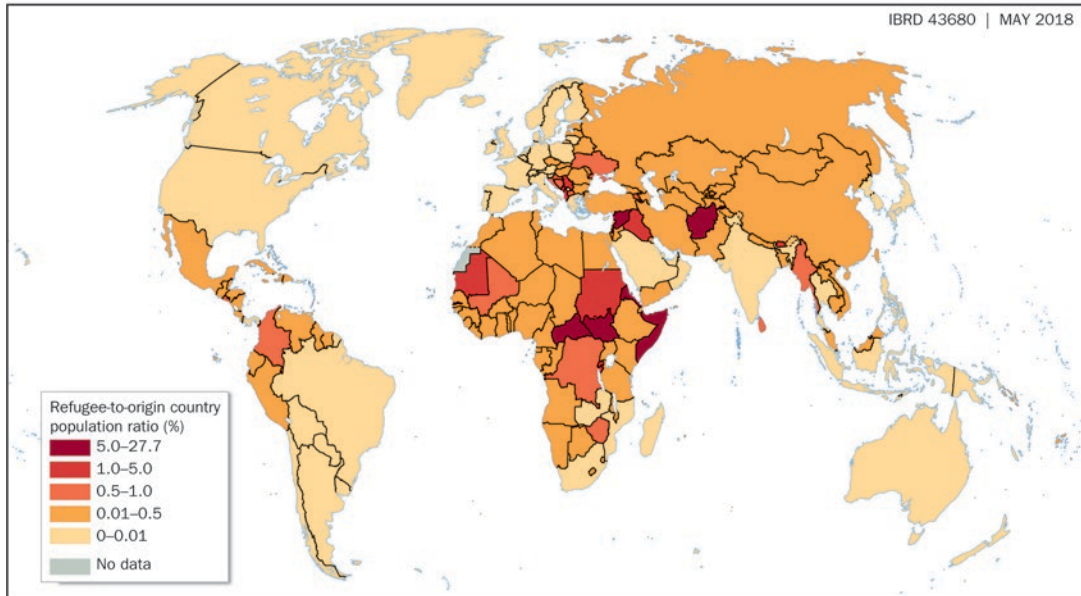 IBRD 43680 | MAY 2018
Refugee-to-origin country
population ratio (%)
5.0–27.7
1.0–5.0
0.5–1.0
0.01–0.5
0–0.01
No data